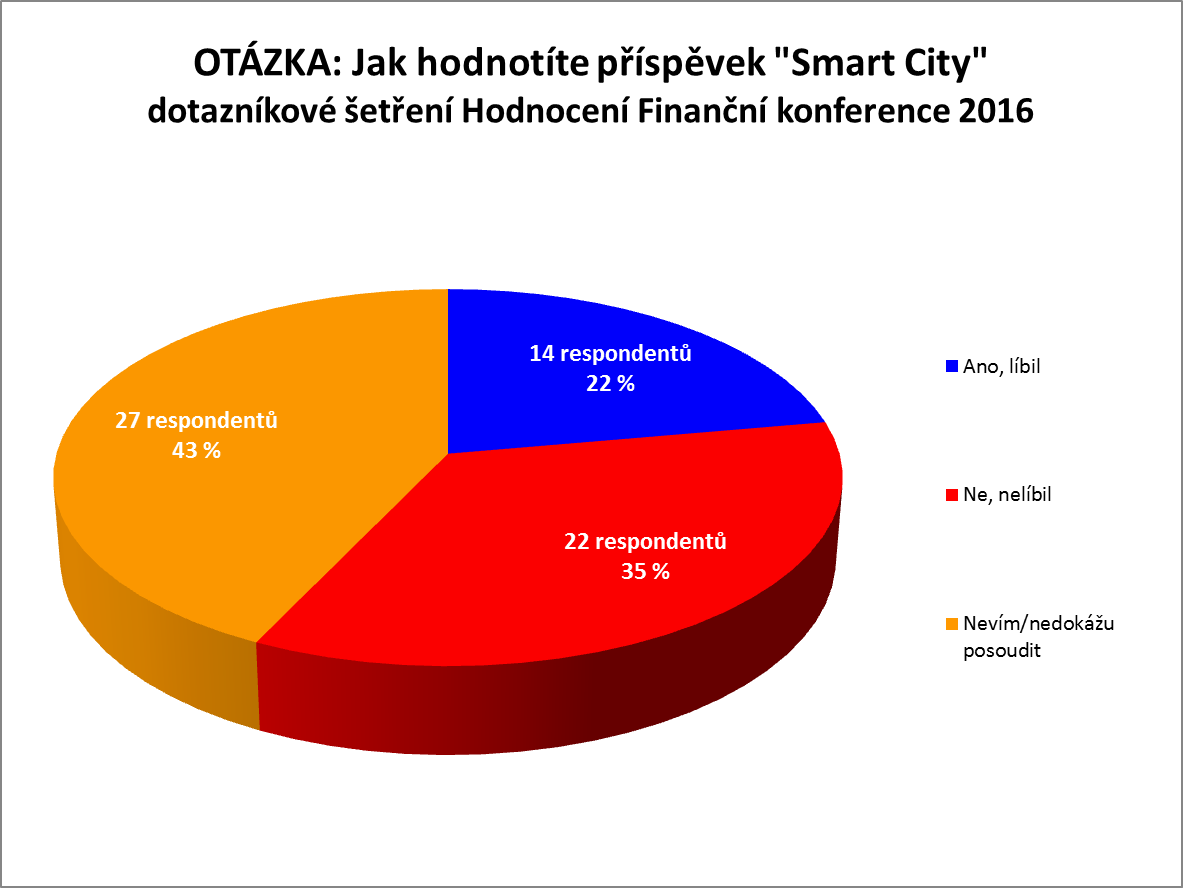 OTÁZKA: Jak hodnotíte příspěvek "Smart City"
dotazníkové šetření Hodnocení Finanční konference 2016
14 respondentů
22 %
27 respondentů
43 %
22 respondentů
35 %
Ano, líbil
Ne, nelíbil
Nevím/nedokážu
posoudit